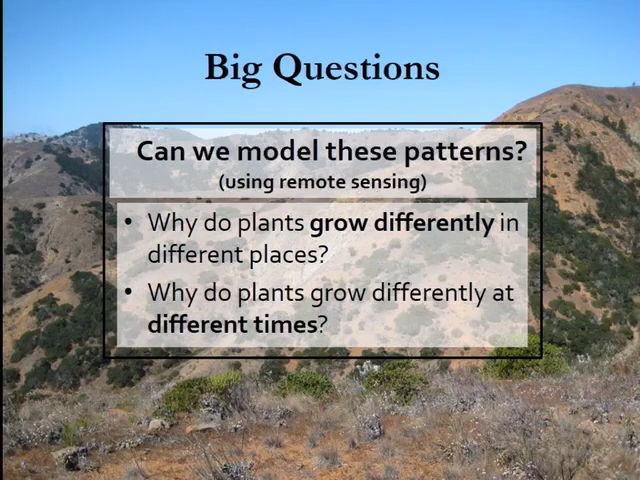 Big Questions
Can we model these patterns?
(using remote sensing)
• Why do plants grow differently in
different places?
• Why do plants grow differently at
different times?